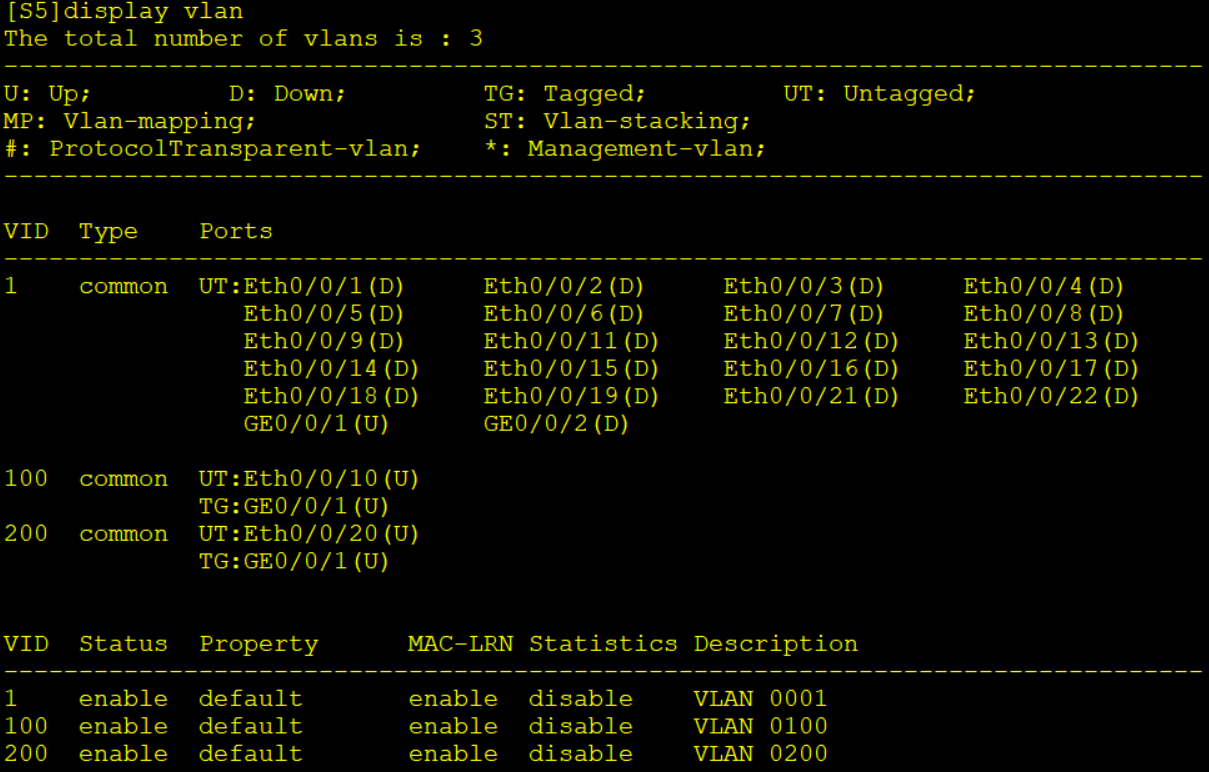 [S5]display vlan
The total number of vlans is : 3
--------------------------------------------------------------------------------
U: Up;         D: Down;         TG: Tagged;         UT: Untagged;
MP: Vlan-mapping;               ST: Vlan-stacking;
#: ProtocolTransparent-vlan;    *: Management-vlan;
--------------------------------------------------------------------------------
VID  Type    Ports
--------------------------------------------------------------------------------
1    common  UT:Eth0/0/1(D)     Eth0/0/2(D)     Eth0/0/3(D)     Eth0/0/4(D)
                Eth0/0/5(D)     Eth0/0/6(D)     Eth0/0/7(D)     Eth0/0/8(D)
                Eth0/0/9(D)     Eth0/0/11(D)    Eth0/0/12(D)    Eth0/0/13(D)
                Eth0/0/14(D)    Eth0/0/15(D)    Eth0/0/16(D)    Eth0/0/17(D)
                Eth0/0/18(D)    Eth0/0/19(D)    Eth0/0/21(D)    Eth0/0/22(D)
                GE0/0/1(U)      GE0/0/2(D)
100  common  UT:Eth0/0/10(U)
             TG:GE0/0/1(U)
200  common  UT:Eth0/0/20(U)
             TG:GE0/0/1(U)
VID  Status  Property      MAC-LRN Statistics Description
--------------------------------------------------------------------------------
1    enable  default       enable  disable    VLAN 0001
100  enable  default       enable  disable    VLAN 0100
200  enable  default       enable  disable    VLAN 0200